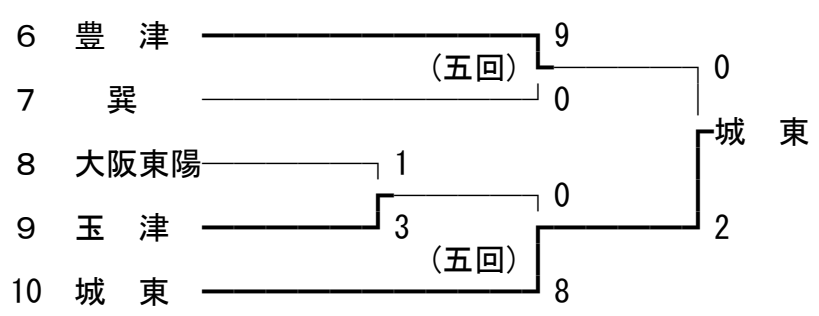 6 豊 津 9
(五回) 0
7 巽 0
城 東
8 大阪東陽 1
0
9 玉 津 3 2
(五回)
10 城 東 8